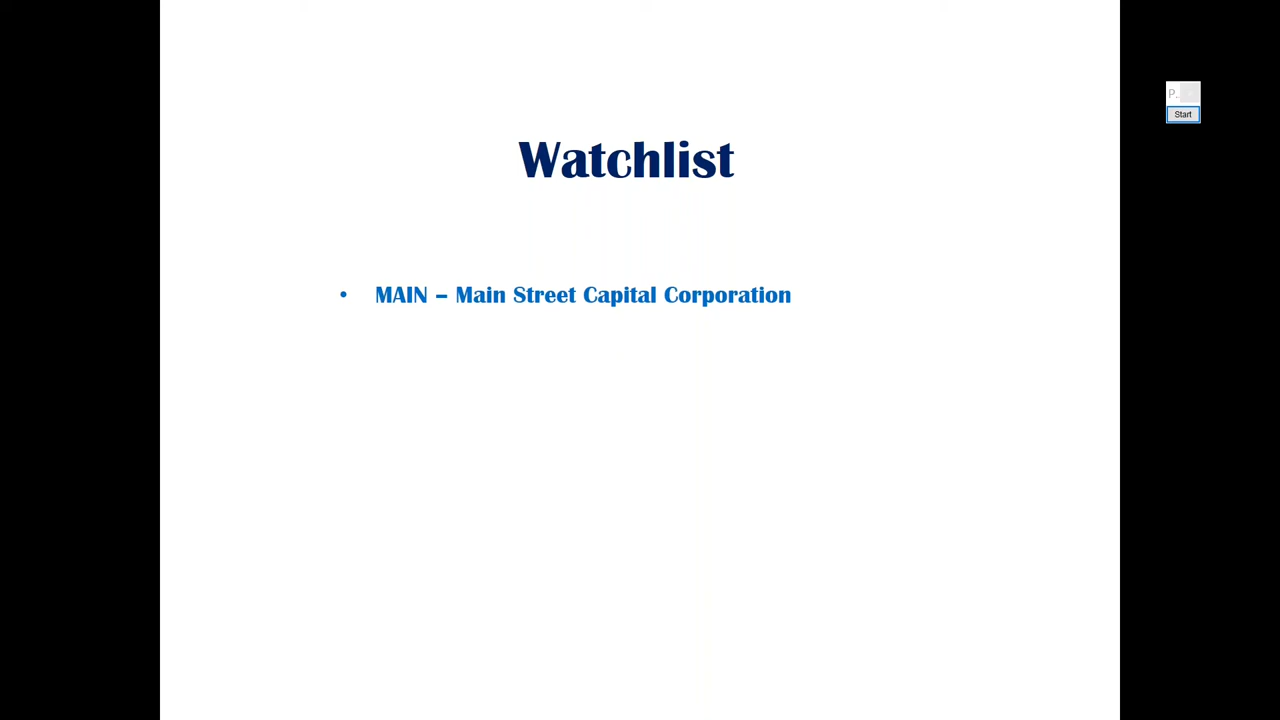 Watchlist
• MAIN – Main Street Capital Corporation
P.
Start